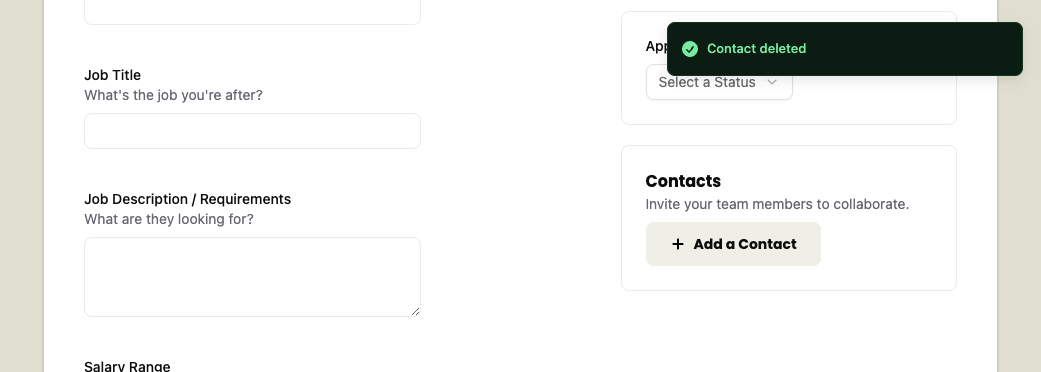 Job Title
What's the job you're after?
Job Description / Requirements
What are they looking for?
Salary Range
App
Contact deleted
Select a Status
Contacts
Invite your team members to collaborate.
+ Add a Contact